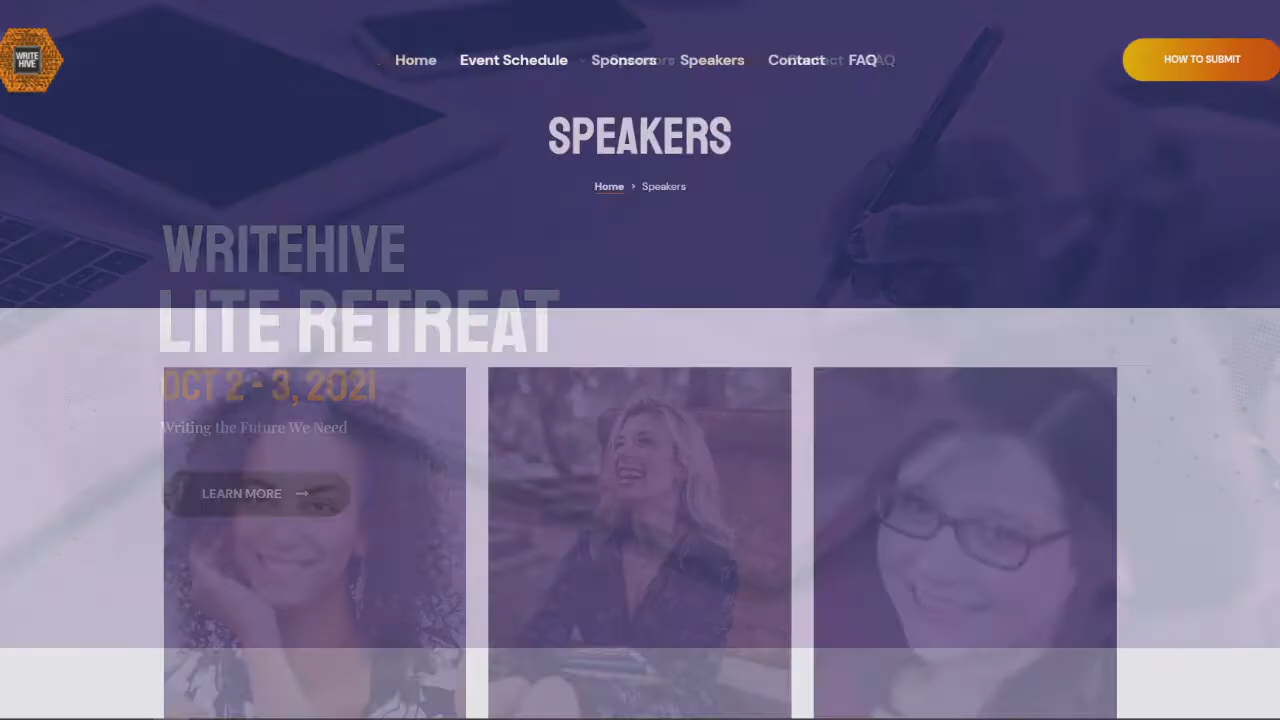 WRITE
HIVE
Home Event Schedule Sponsors Speakers Contact FAQ
HOW TO SUBMIT
SPEAKERS
Home › Speakers
WRITEHIVE
LITE RETREAT
OCT 2 - 3, 2021
Writing the Future We Need
LEARN MORE →